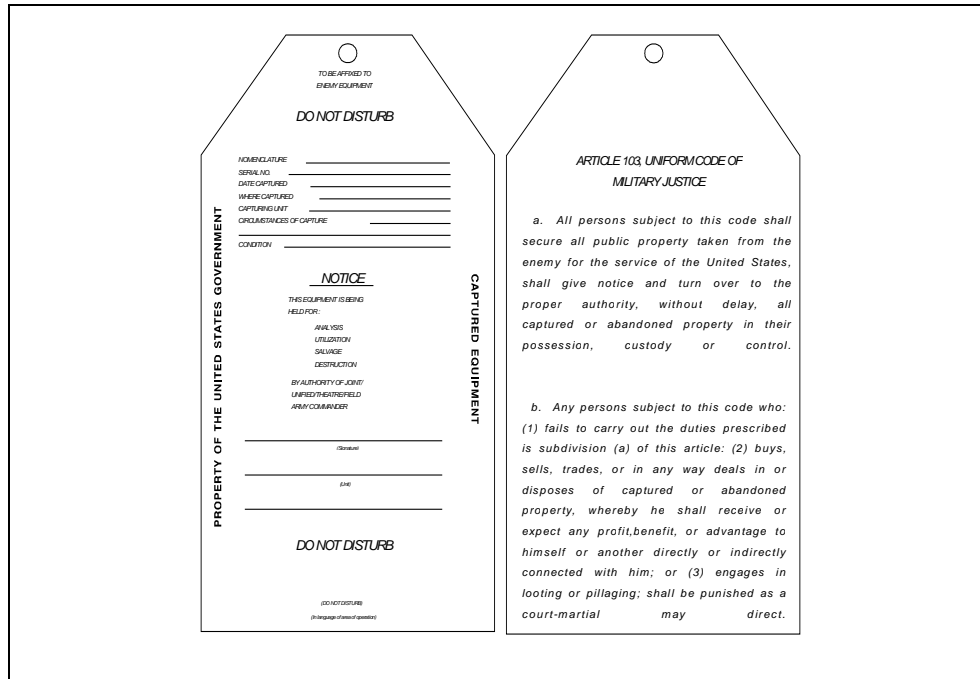 TO BE AFFIXED TO
ENEMY EQUIPMENT
DO NOT DISTURB
NOMENCLATURE
SERIAL NO.
DATE CAPTURED
WHERE CAPTURED
CAPTURING UNIT
CIRCUMSTANCES OF CAPTURE
CONDITION
PROPERTY OF THE UNITED STATES GOVERNMENT
CAPTURED EQUIPMENT
NOTICE
THIS EQUIPMENT IS BEING
HELD FOR:
ANALYSIS
UTILIZATION
SALVAGE
DESTRUCTION
BY AUTHORITY OF JOINT/
UNIFIED/THEATRE/FIELD
ARMY COMMANDER
(Signature)
(Unit)
DO NOT DISTURB
(DO NOT DISTURB)
(In language of area of operation)
ARTICLE 103, UNIFORM CODE OF
MILITARY JUSTICE
a. All persons subject to this code shall
secure all public property taken from the
enemy for the service of the United States,
shall give notice and turn over to the
proper authority, without delay, all
captured or abandoned property in their
possession, custody or control.
b. Any persons subject to this code who:
(1) fails to carry out the duties prescribed
is subdivision (a) of this article: (2) buys,
sells, trades, or in any way deals in or
disposes of captured or abandoned
property, whereby he shall receive or
expect any profit,benefit, or advantage to
himself or another directly or indirectly
connected with him; or (3) engages in
looting or pillaging; shall be punished as a
court-martial may direct.